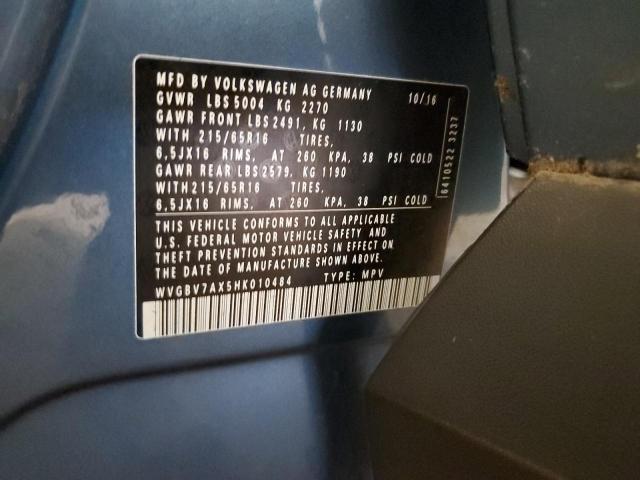 MFD BY VOLKSWAGEN AG GERMANY 10/16
GVWR LBS 5004 KG 2270
GAWR FRONT LBS 2491, KG 1130
WITH 215/65R16 TIRES,
6,5JX16 RIMS, AT 260 KPA, 38 PSI COLD
GAWR REAR LBS 2579, KG 1190
WITH 215/65R16 TIRES,
6,5JX16 RIMS, AT 260 KPA, 38 PSI COLD
THIS VEHICLE CONFORMS TO ALL APPLICABLE
U.S. FEDERAL MOTOR VEHICLE SAFETY AND
THEFT PREVENTION STANDARDS IN EFFECT ON
THE DATE OF MANUFACTURE SHOWN ABOVE.
WVGBV7AX5HK010484 TYPE: MPV
6410522 3237